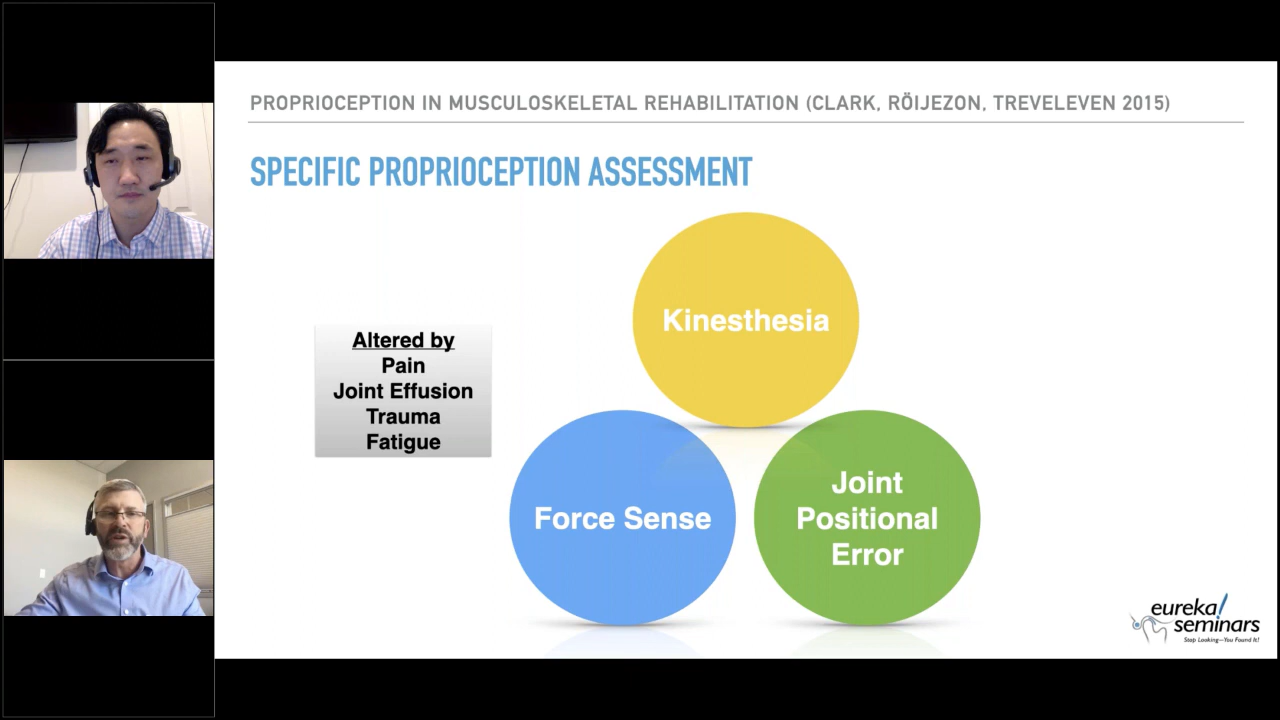 PROPRIOCEPTION IN MUSCULOSKELETAL REHABILITATION (CLARK, RÖIJEZON, TREVELEVEN 2015)
SPECIFIC PROPRIOCEPTION ASSESSMENT
Kinesthesia
Altered by
Pain
Joint Effusion
Trauma
Fatigue
Force Sense
Joint
Positional
Error
eureka!
seminars
Stop Looking—You Found It!